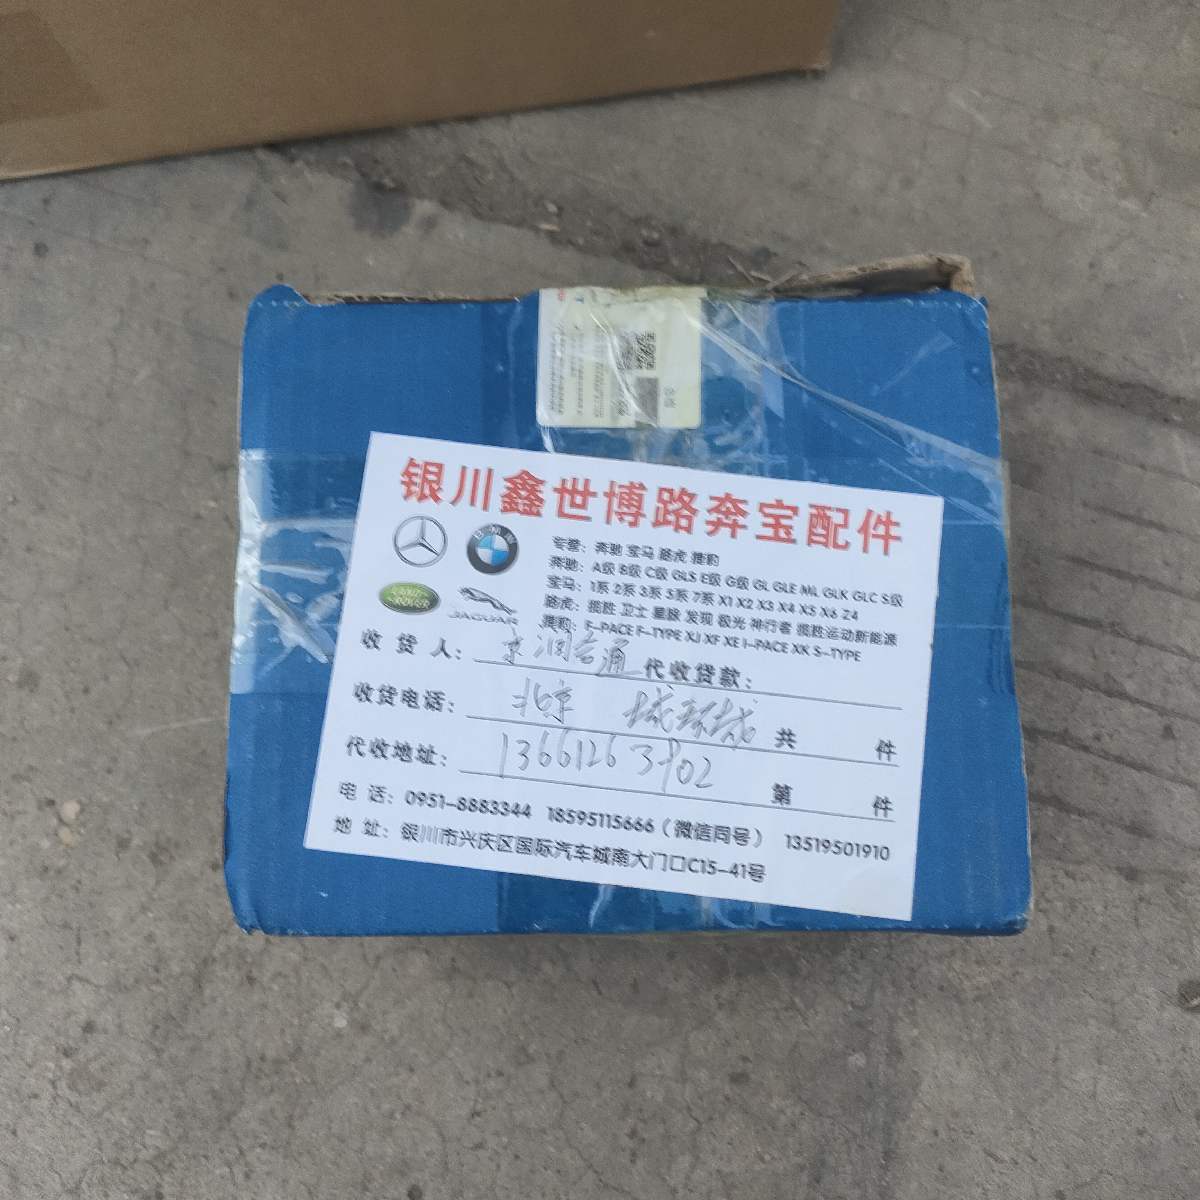 银川鑫世博路奔宝配件
专营：奔驰 宝马 路虎 捷豹
奔驰：A级 B级 C级 GLS E级 G级 GL GLE ML GLK GLC S级
宝马：1系 2系 3系 5系 7系 X1 X2 X3 X4 X5 X6 Z4
路虎：揽胜 卫士 星脉 发现 极光 神行者 揽胜运动新能源
捷豹：F-PACE F-TYPE XJ XF XE I-PACE XK S-TYPE
JAGUAR
收货人：京润吉通 代收贷款：
收货电话：北京 城 城 共 件
代收地址：13661263902 第 件
电话：0951-8883344 18595115666（微信同号） 13519501910
地址：银川市兴庆区国际汽车城南大门口C15-41号